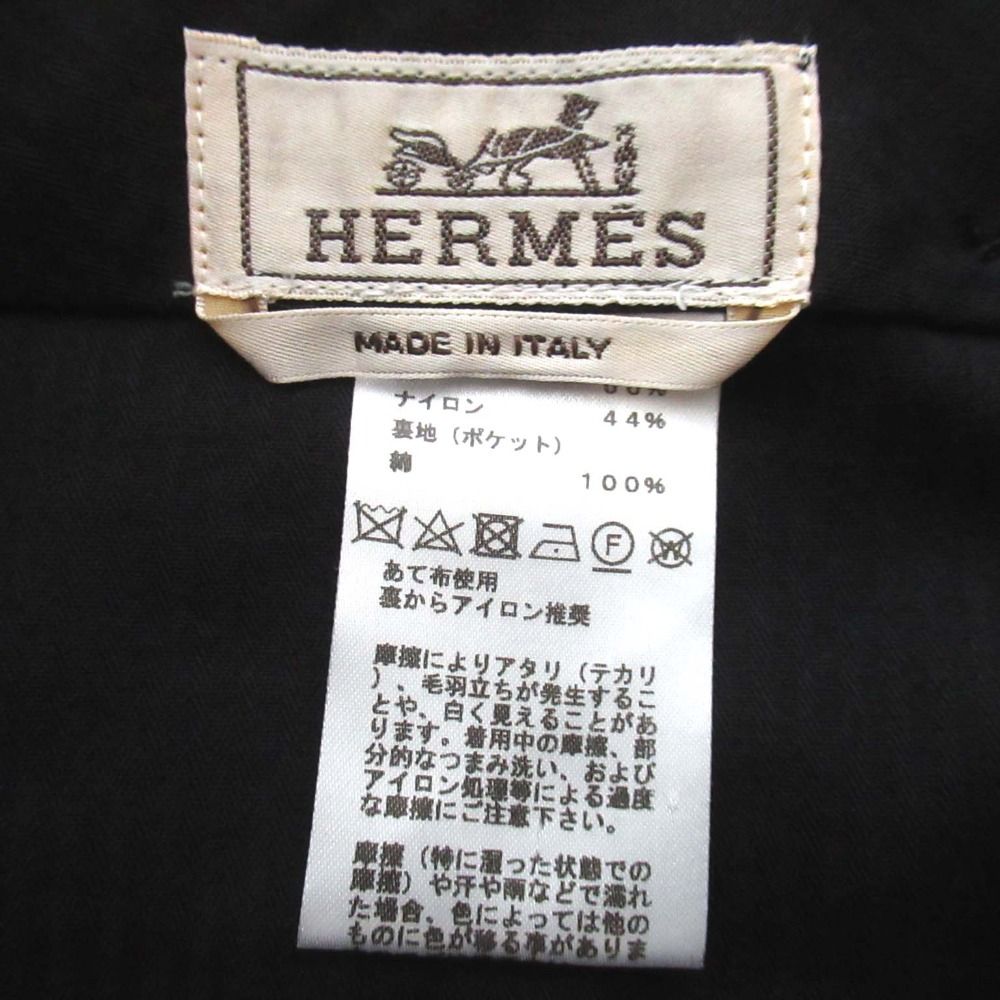 HERMÈS
MADE IN ITALY
ナイロン 44%
裏地（ポケット）
綿 100%
F
W
あて布使用
裏からアイロン推奨
摩擦によりアタリ（テカリ
）、毛羽立ちが発生するこ
とや、白く見えることがあ
ります。着用中の摩擦、部
分的なつまみ洗い、および
アイロン処理等による過度
な摩擦にご注意下さい。
摩擦（特に湿った状態での
摩擦）や汗や雨などで濡れ
た場合、色によっては他の
ものに色が移る事がありま